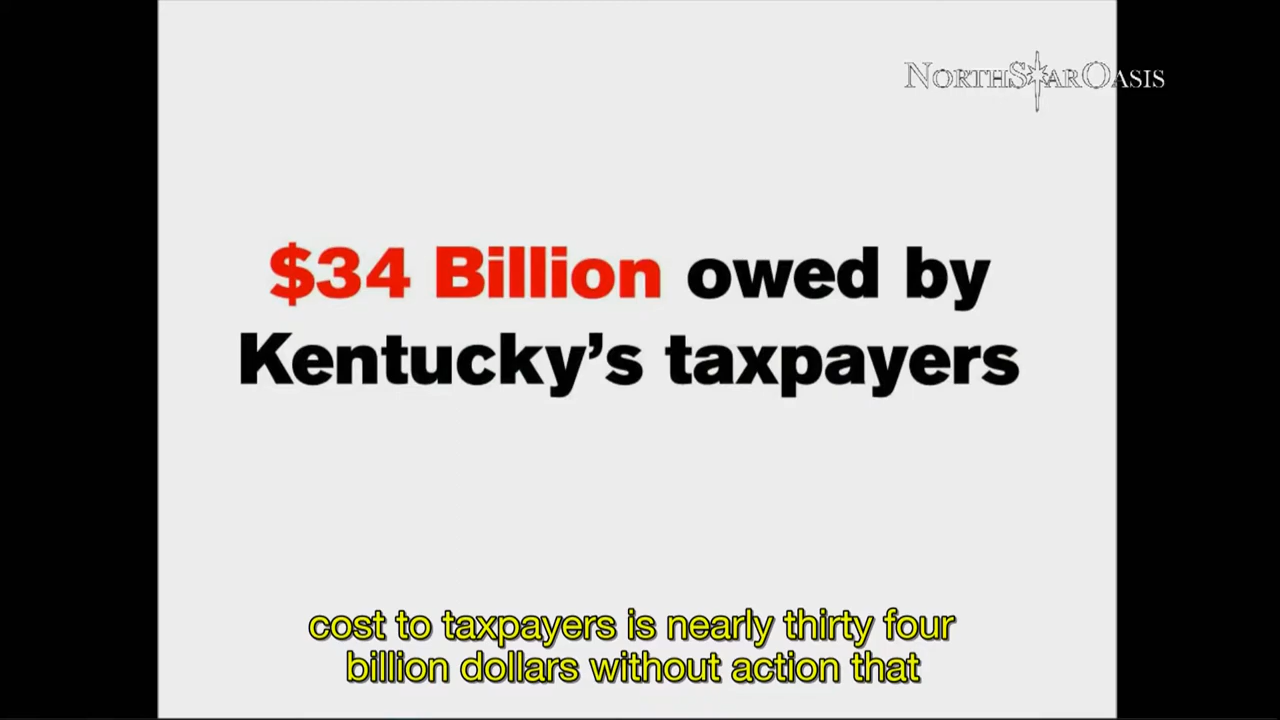 NORTHSTAROASIS
$34 Billion owed by
Kentucky's taxpayers
cost to taxpayers is nearly thirty four
billion dollars without action that